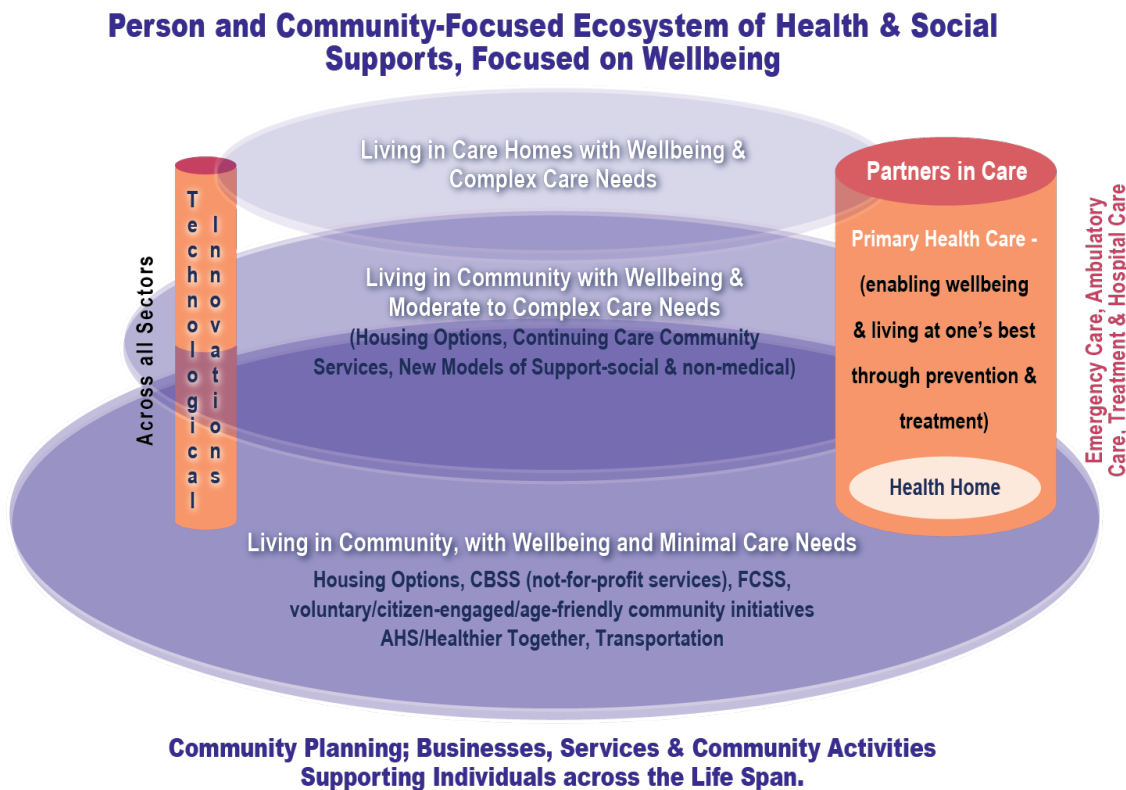 Person and Community-Focused Ecosystem of Health & Social
Supports, Focused on Wellbeing
Living in Care Homes with Wellbeing &
Complex Care Needs
Living in Community with Wellbeing &
Moderate to Complex Care Needs
(Housing Options, Continuing Care Community
Services, New Models of Support-social & non-medical)
Across all Sectors
Technological
Innovations
Partners in Care
Primary Health Care -
(enabling wellbeing
& living at one’s best
through prevention &
treatment)
Health Home
Emergency Care, Ambulatory
Care, Treatment & Hospital Care
Living in Community, with Wellbeing and Minimal Care Needs
Housing Options, CBSS (not-for-profit services), FCSS,
voluntary/citizen-engaged/age-friendly community initiatives
AHS/Healthier Together, Transportation
Community Planning; Businesses, Services & Community Activities
Supporting Individuals across the Life Span.